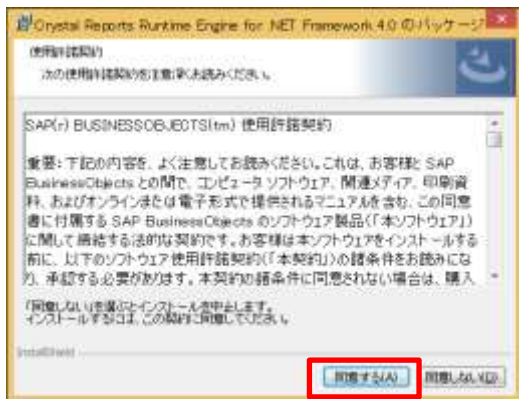 Crystal Reports Runtime Engine for .NET Framework 4.0 のパッケージ
使用許諾契約
次の使用許諾契約を注意深くお読みください。
SAP(r) BUSINESSOBJECTS(tm) 使用許諾契約
重要: 下記の内容を、よく注意してお読みください。これは、お客様と SAP
BusinessObjects との間で、コンピュータ ソフトウェア、関連メディア、印刷資
料、およびオンラインまたは電子形式で提供されるマニュアルを含む、この同意
書に付属する SAP BusinessObjects のソフトウェア製品(「本ソフトウェア」)
に関して締結する法的な契約です。お客様は本ソフトウェアをインストールする
前に、以下のソフトウェア使用許諾契約(「本契約」)の諸条件をお読みにな
り、承認する必要があります。本契約の諸条件に同意されない場合は、購入
「同意しない」を選ぶとインストールを中止します。
インストールするには、この契約に同意してください。
InstallShield
同意する(A)
同意しない(D)